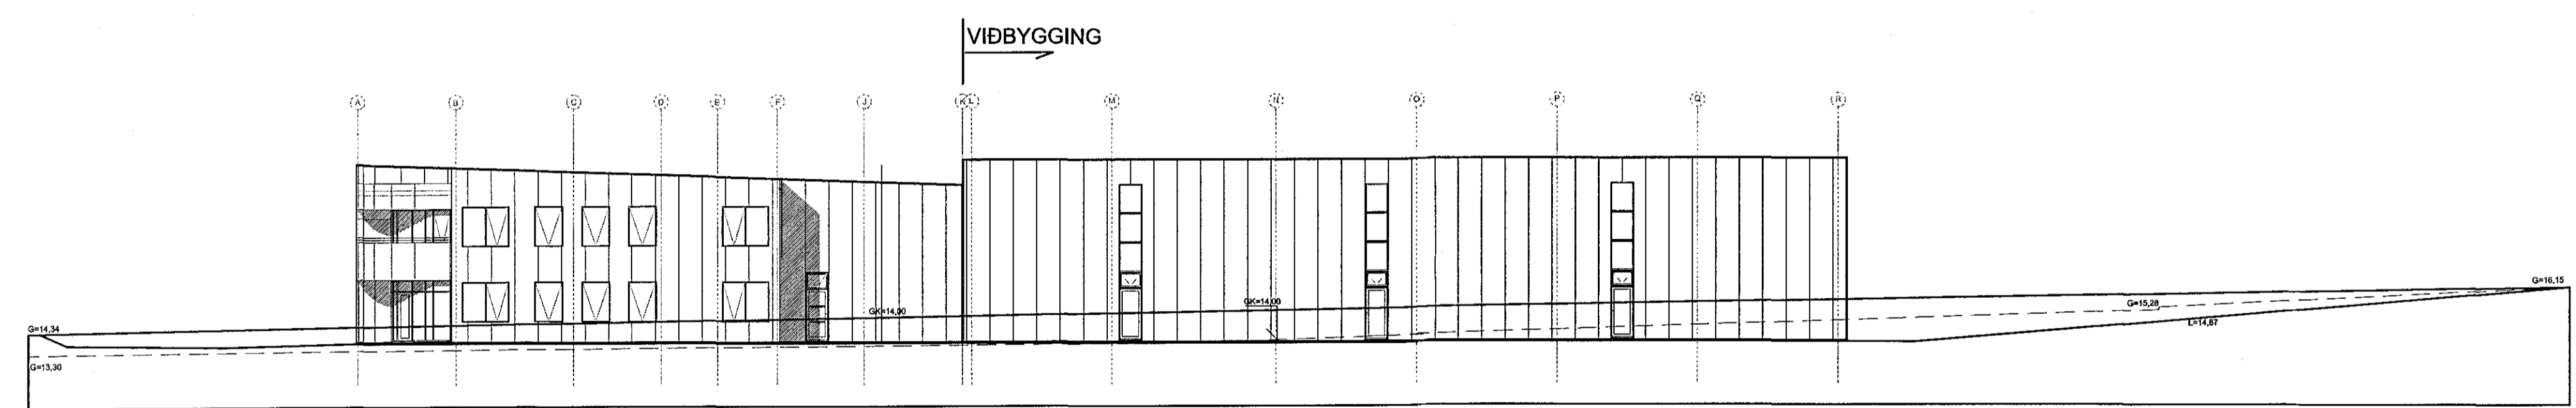 VIÐBYGGING
A B C D E F J K L M N O P Q R
G=16,15
G=15,28
GK=14,00
GK=14,00
L=14,87
G=14,34
G=13,30